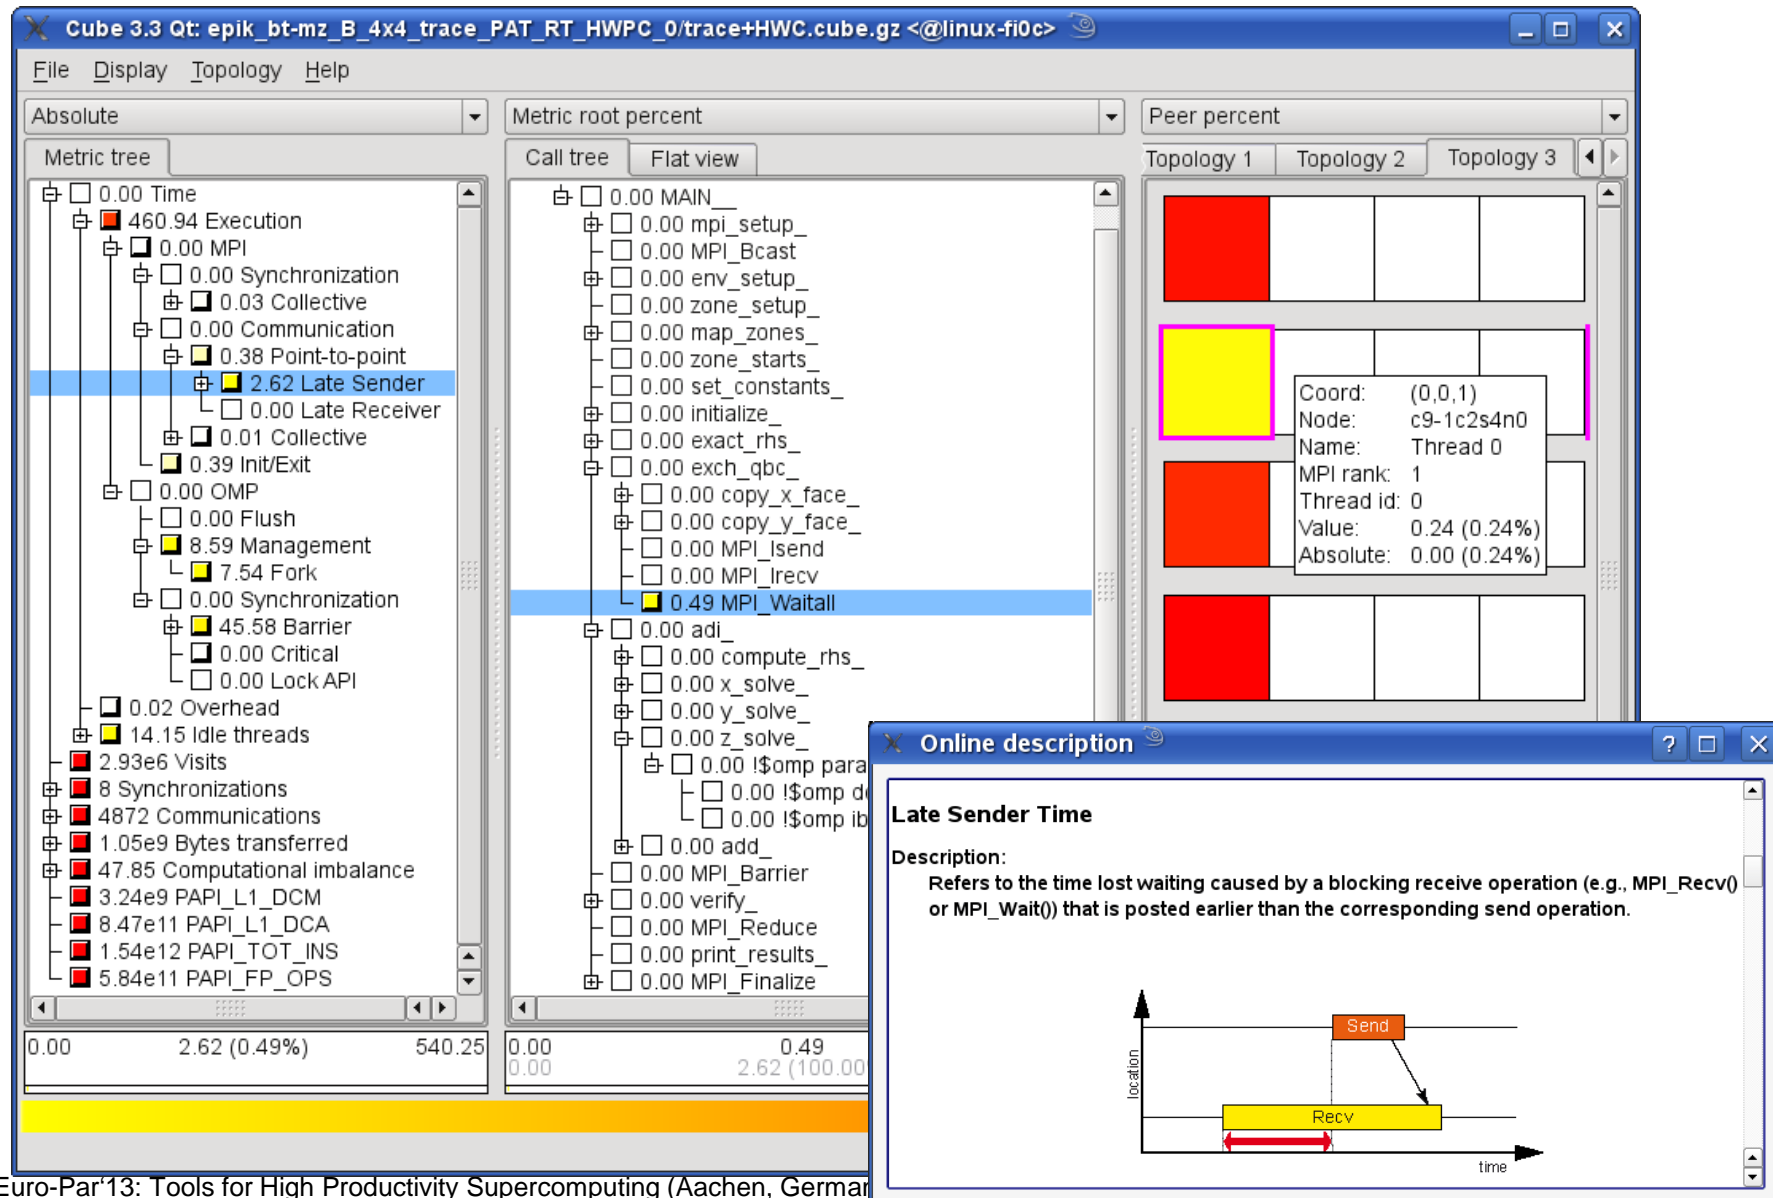 Cube 3.3 Qt: epik_bt-mz_B_4x4_trace_PAT_RT_HWPC_0/trace+HWC.cube.gz <@linux-fi0c>
File Display Topology Help
Absolute
Metric tree
0.00 Time
460.94 Execution
0.00 MPI
0.00 Synchronization
0.03 Collective
0.00 Communication
0.38 Point-to-point
2.62 Late Sender
0.00 Late Receiver
0.01 Collective
0.39 Init/Exit
0.00 OMP
0.00 Flush
8.59 Management
7.54 Fork
0.00 Synchronization
45.58 Barrier
0.00 Critical
0.00 Lock API
0.02 Overhead
14.15 Idle threads
2.93e6 Visits
8 Synchronizations
4872 Communications
1.05e9 Bytes transferred
47.85 Computational imbalance
3.24e9 PAPI_L1_DCM
8.47e11 PAPI_L1_DCA
1.54e12 PAPI_TOT_INS
5.84e11 PAPI_FP_OPS
0.00 2.62 (0.49%) 540.25
Metric root percent
Call tree Flat view
0.00 MAIN__
0.00 mpi_setup_
0.00 MPI_Bcast
0.00 env_setup_
0.00 zone_setup_
0.00 map_zones_
0.00 zone_starts_
0.00 set_constants_
0.00 initialize_
0.00 exact_rhs_
0.00 exch_qbc_
0.00 copy_x_face_
0.00 copy_y_face_
0.00 MPI_Isend
0.00 MPI_Irecv
0.49 MPI_Waitall
0.00 adi_
0.00 compute_rhs_
0.00 x_solve_
0.00 y_solve_
0.00 z_solve_
0.00 !$omp para
0.00 !$omp do
0.00 !$omp ib
0.00 add_
0.00 MPI_Barrier
0.00 verify_
0.00 MPI_Reduce
0.00 print_results_
0.00 MPI_Finalize
0.00 0.49
0.00 2.62 (100.00
Peer percent
Topology 1 Topology 2 Topology 3
Coord: (0,0,1)
Node: c9-1c2s4n0
Name: Thread 0
MPI rank: 1
Thread id: 0
Value: 0.24 (0.24%)
Absolute: 0.00 (0.24%)
Online description
Late Sender Time
Description:
Refers to the time lost waiting caused by a blocking receive operation (e.g., MPI_Recv()
or MPI_Wait()) that is posted earlier than the corresponding send operation.
location
Send
Recv
time
Euro-Par‘13: Tools for High Productivity Supercomputing (Aachen, German